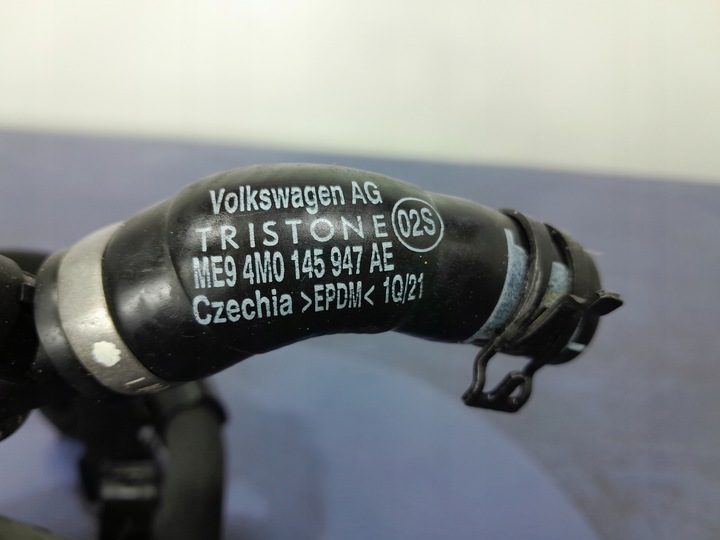 Volkswagen AG
TRISTONE 02S
ME9 4M0 145 947 AE
Czechia >EPDM< 1Q/21